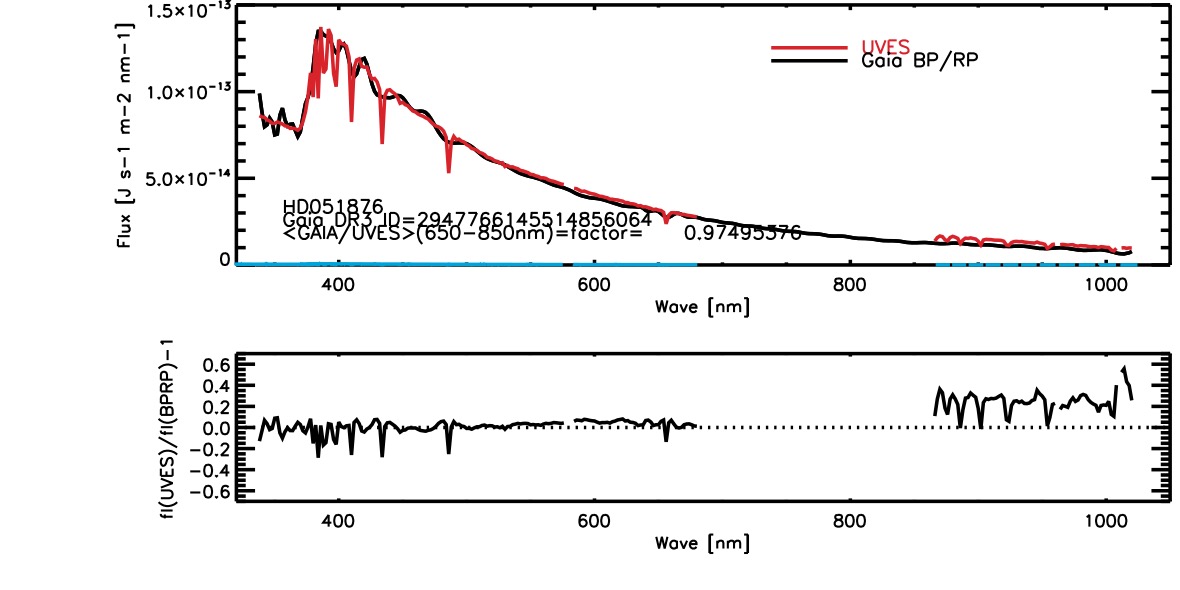 1.5×10−13
1.0×10−13
5.0×10−14
0
Flux [J s−1 m−2 nm−1]
UVES
Gaia BP/RP
HD051876
Gaia DR3 ID=2947766145514856064
<GAIA/UVES>(650−850nm)=factor= 0.97495376
400 600 800 1000
Wave [nm]
fl(UVES)/fl(BPRP)−1
0.6
0.4
0.2
0.0
−0.2
−0.4
−0.6
400 600 800 1000
Wave [nm]